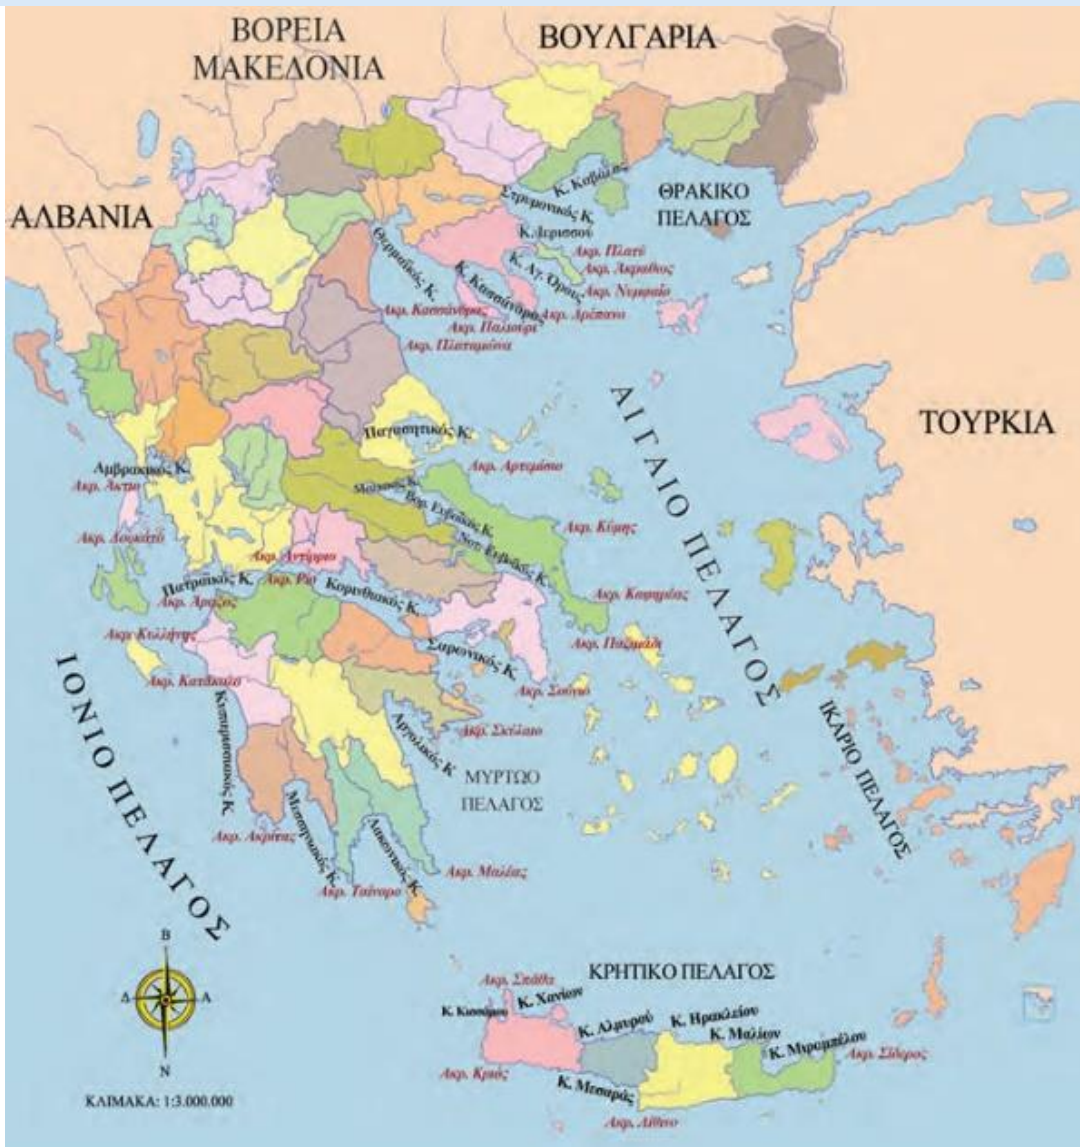 ΒΟΡΕΙΑ
ΜΑΚΕΔΟΝΙΑ
ΒΟΥΛΓΑΡΙΑ
ΑΛΒΑΝΙΑ
Κ. Καβάλας
ΘΡΑΚΙΚΟ
ΠΕΛΑΓΟΣ
Στρυμονικός Κ.
Κ. Ιερισσού
Θερμαϊκός Κ.
Κ. Αγ. Όρους
Ακρ. Πλατύ
Ακρ. Ακραθος
Ακρ. Νυμφαίο
Κ. Κασσάνδρας
Ακρ. Κασσάνδρας
Ακρ. Δρέπανο
Ακρ. Παλιούρι
Ακρ. Πλαταμώνα
ΤΟΥΡΚΙΑ
ΑΙΓΑΙΟ ΠΕΛΑΓΟΣ
Παγασητικός Κ.
Αμβρακικός Κ.
Ακρ. Άκτιο
Ακρ. Αρτεμίσιο
Μαλιακός Κ.
Βορ. Ευβοϊκός Κ.
Ακρ. Κύμης
Ακρ. Δουκάτο
Νοτ. Ευβοϊκός Κ.
Ακρ. Αντίρριο
Πατραϊκός Κ.
Ακρ. Ρίο
Κορινθιακός Κ.
Ακρ. Άραξος
Ακρ. Καφηρέας
Ακρ. Κυλλήνης
Ακρ. Παξιμάδι
Σαρωνικός Κ.
Ακρ. Κατάκολο
Ακρ. Σούνιο
ΙΟΝΙΟ ΠΕΛΑΓΟΣ
Κυπαρισσιακός Κ.
Αργολικός Κ
Ακρ. Σκύλαιο
ΙΚΑΡΙΟ ΠΕΛΑΓΟΣ
ΜΥΡΤΩΟ
ΠΕΛΑΓΟΣ
Ακρ. Ακρίτας
Μεσσηνιακός Κ.
Λακωνικός Κ.
Ακρ. Μαλέας
Ακρ. Ταίναρο
Β
Δ
Α
Ν
ΚΛΙΜΑΚΑ: 1:3.000.000
ΚΡΗΤΙΚΟ ΠΕΛΑΓΟΣ
Ακρ. Σπάθα
Κ. Χανίων
Κ. Κισσάμου
Κ. Αλμυρού
Κ. Ηρακλείου
Κ. Μαλίων
Κ. Μιραμπέλου
Ακρ. Σίδερος
Ακρ. Κριός
Κ. Μεσαράς
Ακρ. Λίθινο